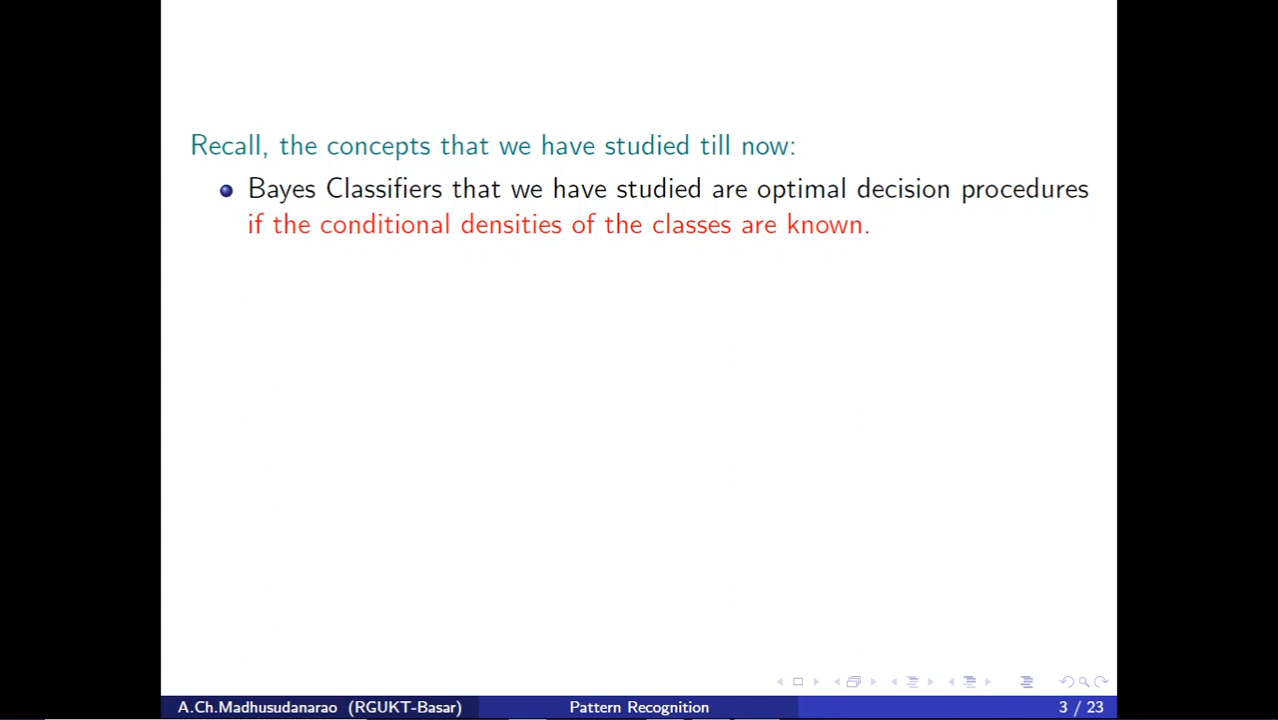 Recall, the concepts that we have studied till now:
Bayes Classifiers that we have studied are optimal decision procedures
if the conditional densities of the classes are known.
A.Ch.Madhusudanarao (RGUKT-Basar) Pattern Recognition 3 / 23